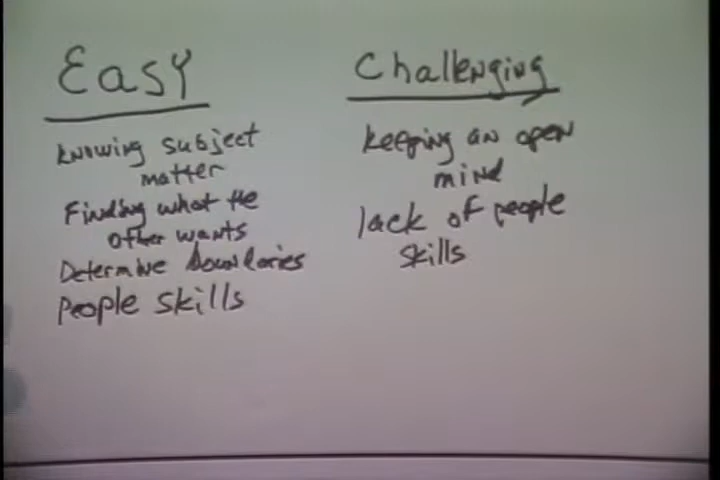 Easy
Knowing subject
matter
Finding what the
other wants
Determine boundaries
People skills
Challenging
Keeping an open
mind
lack of people
skills